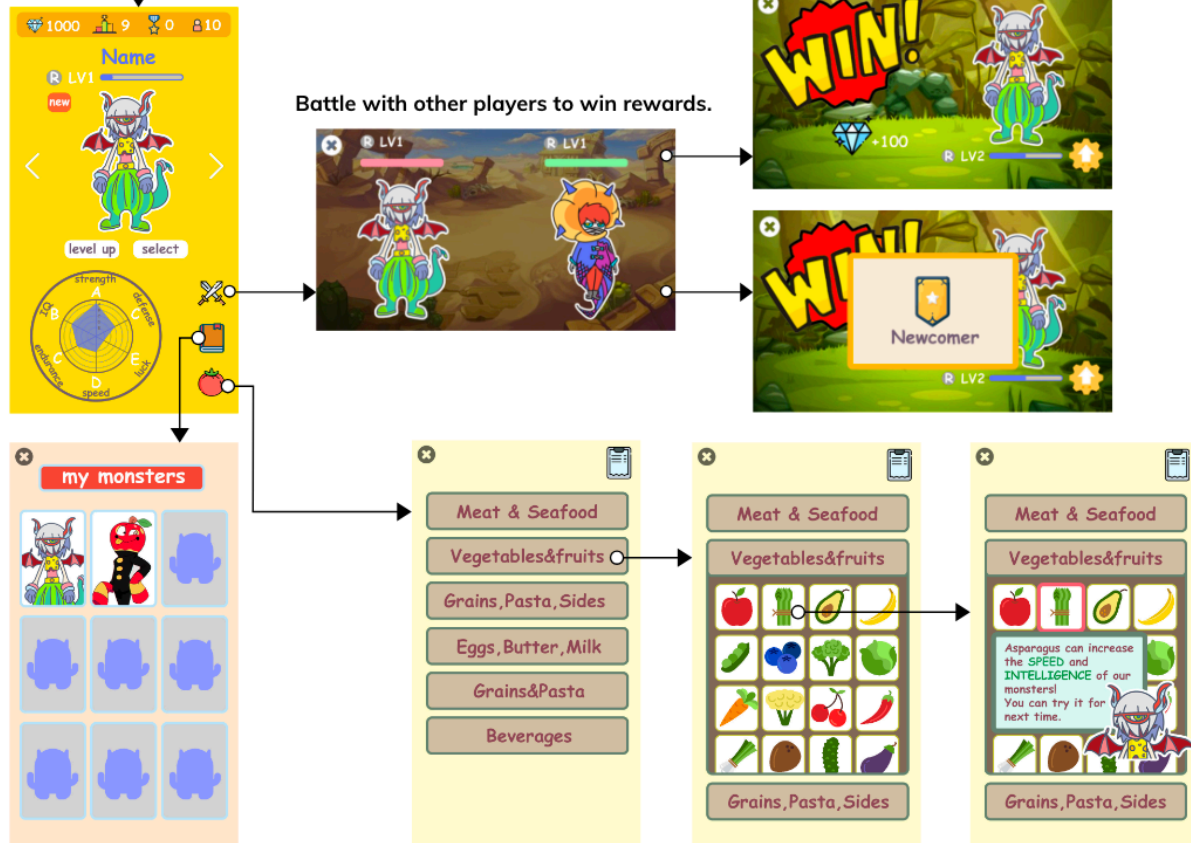 1000 9 0 10
Name
R LV1
new
level up select
strength
defense
luck
speed
endurance
IQ
A
C
E
D
C
B
Battle with other players to win rewards.
R LV1
R LV1
WIN!
+100
R LV2
WIN!
Newcomer
R LV2
my monsters
Meat & Seafood
Vegetables&fruits
Grains,Pasta,Sides
Eggs,Butter,Milk
Grains&Pasta
Beverages
Meat & Seafood
Vegetables&fruits
Grains,Pasta,Sides
Meat & Seafood
Vegetables&fruits
Asparagus can increase
the SPEED and
INTELLIGENCE of our
monsters!
You can try it for
next time.
Grains,Pasta,Sides